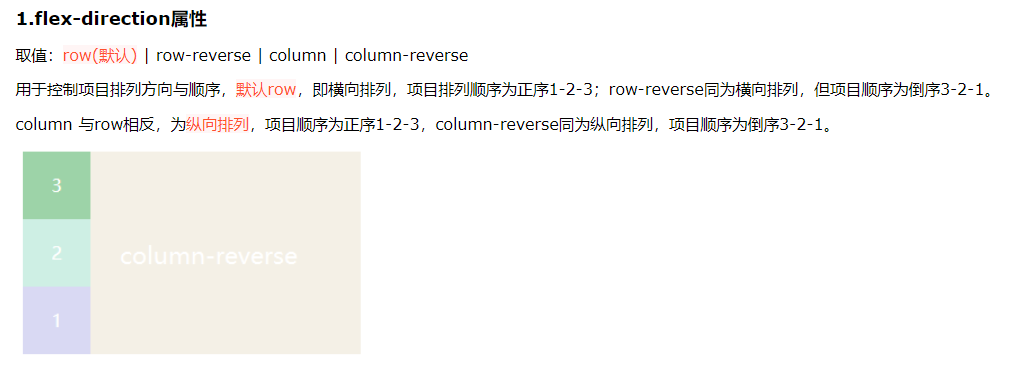 1.flex-direction属性
取值：row(默认) | row-reverse | column | column-reverse
用于控制项目排列方向与顺序，默认row，即横向排列，项目排列顺序为正序1-2-3；row-reverse同为横向排列，但项目顺序为倒序3-2-1。
column 与row相反，为纵向排列，项目顺序为正序1-2-3，column-reverse同为纵向排列，项目顺序为倒序3-2-1。
3
2
column-reverse
1